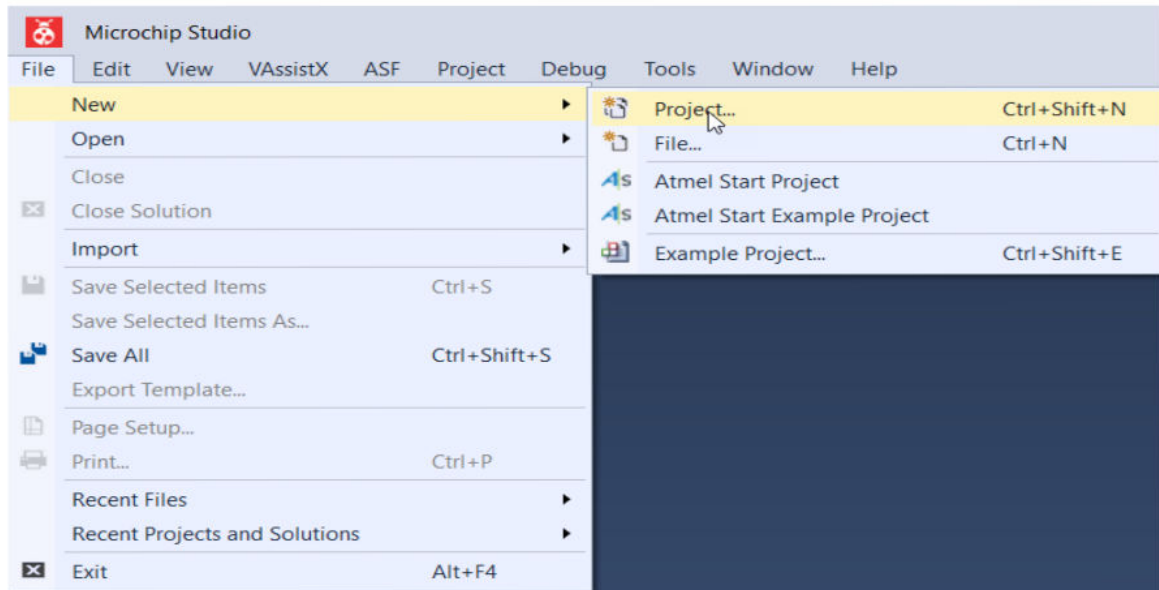 Microchip Studio
File Edit View VAssistX ASF Project Debug Tools Window Help
New
Open
Close
Close Solution
Import
Save Selected Items Ctrl+S
Save Selected Items As...
Save All Ctrl+Shift+S
Export Template...
Page Setup...
Print... Ctrl+P
Recent Files
Recent Projects and Solutions
Exit Alt+F4
Project... Ctrl+Shift+N
File... Ctrl+N
AS Atmel Start Project
AS Atmel Start Example Project
Example Project... Ctrl+Shift+E